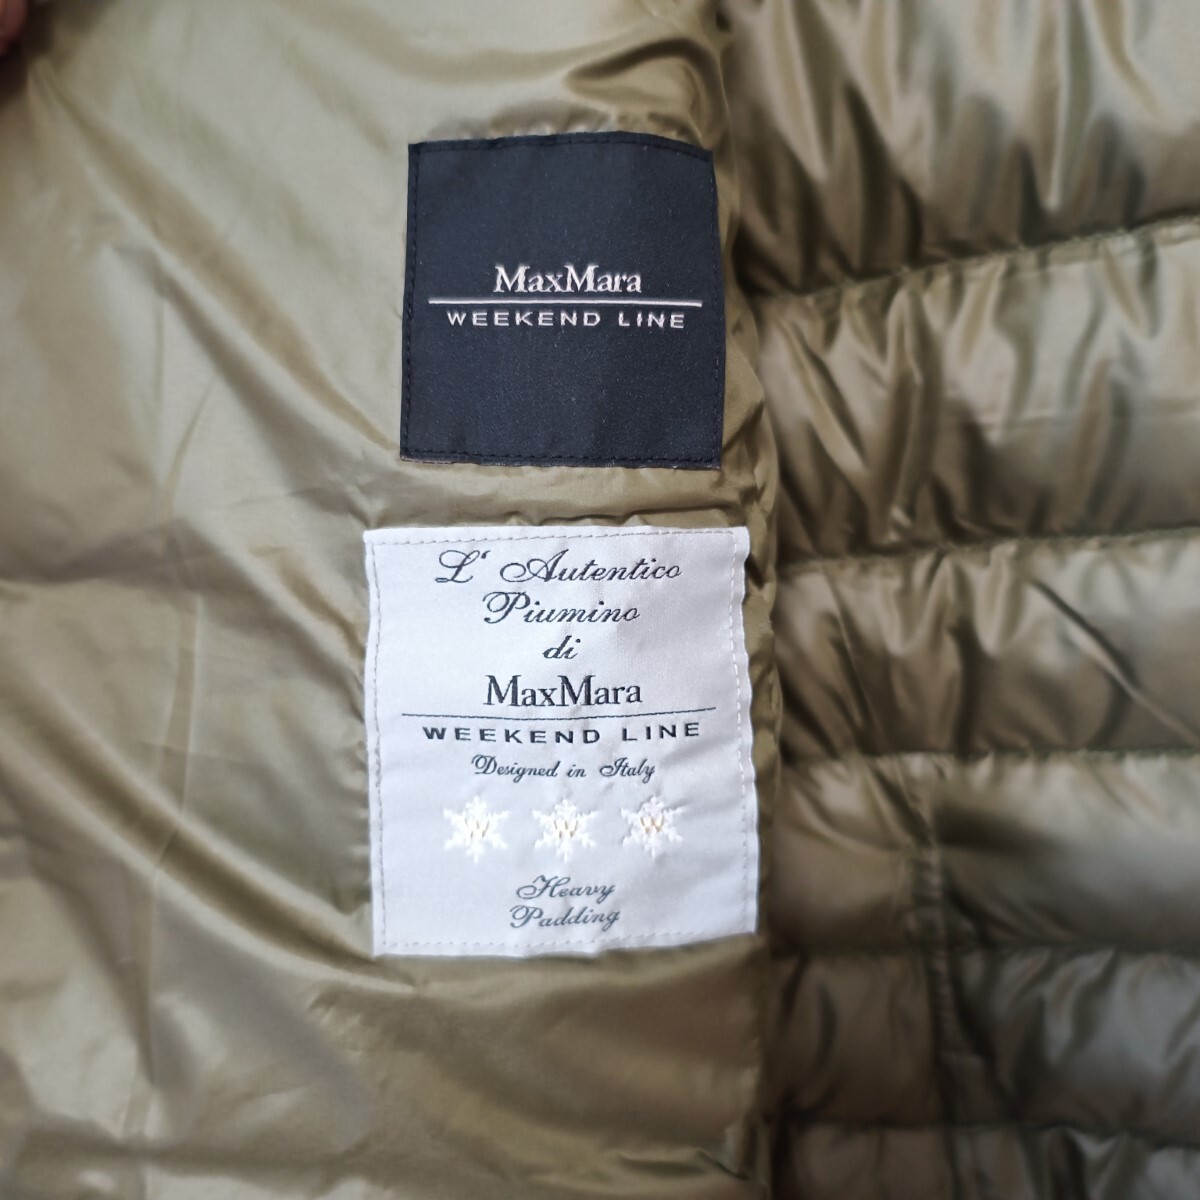 MaxMara
WEEKEND LINE
L' Autentico
Piumino
di
MaxMara
WEEKEND LINE
Designed in Italy
W W W
Heavy
Padding